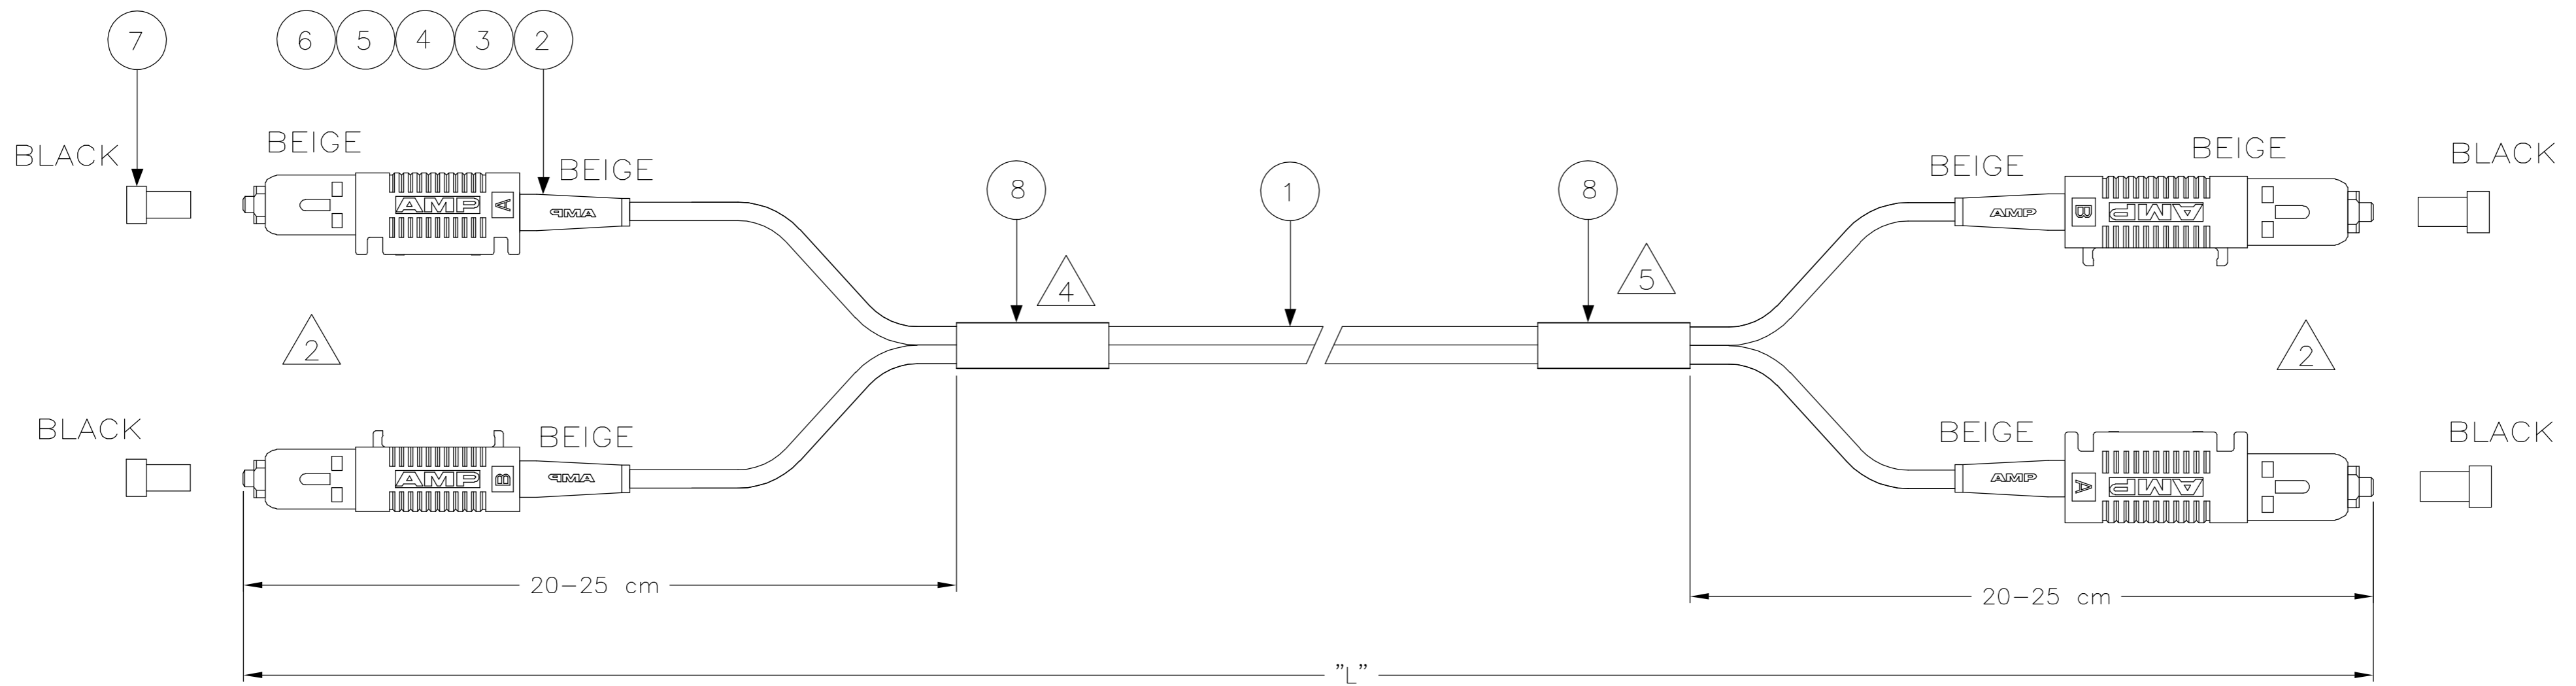 7 6 5 4 3 2
BEIGE BEIGE
BLACK BEIGE BEIGE BLACK
AMP A AMP AMP B AMP
8 1 8
4 5
2 2
BLACK BEIGE BEIGE BLACK
AMP B AMP AMP A AMP
20-25 cm 20-25 cm
"L"